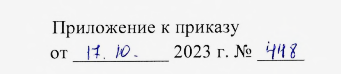 Приложение к приказу
от 17.10. 2023 г. № 448